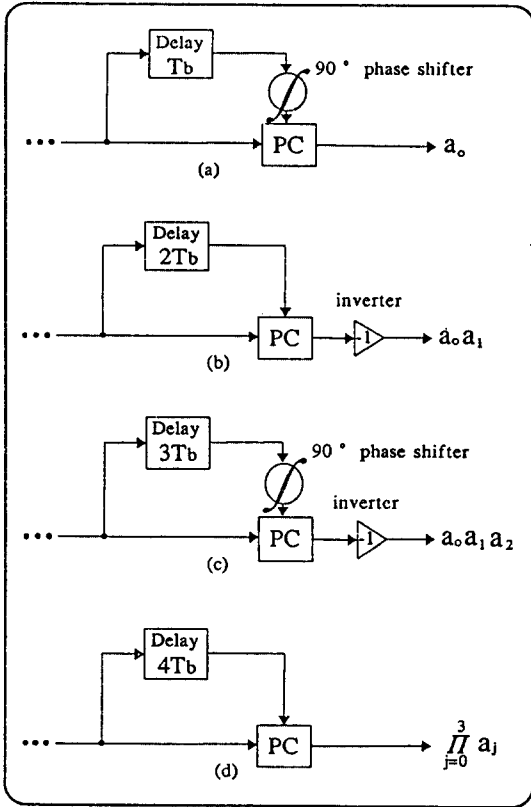 Delay
Tb
90° phase shifter
••• PC a₀
(a)
Delay
2Tb
inverter
••• PC -1 a₀a₁
(b)
Delay
3Tb
90° phase shifter
inverter
••• PC -1 a₀a₁a₂
(c)
Delay
4Tb
••• PC 3
Π aⱼ
j=0
(d)